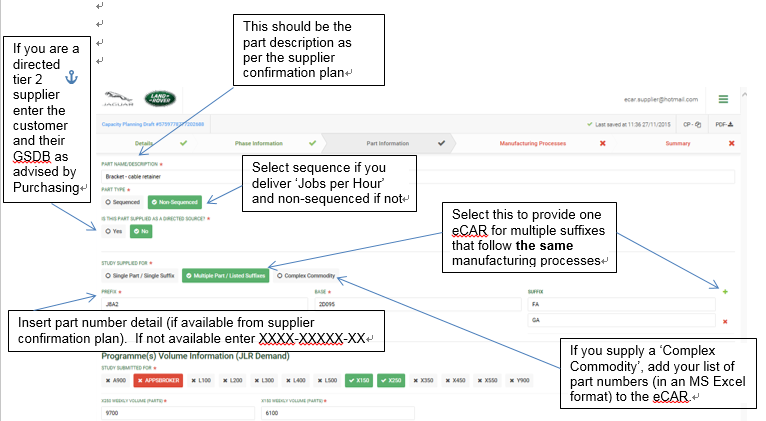 This should be the
part description as
per the supplier
confirmation plan
If you are a
directed
tier 2
supplier
enter the
customer
and their
GSDB as
advised by
Purchasing
JAGUAR
LAND-ROVER
ecar.supplier@hotmail.com
Last saved at 11:36 27/11/2015
CP-
PDF-
Details
Phase Information
Part Information
Manufacturing Processes
Summary
PART NAME/DESCRIPTION *
Bracket - cable retainer
PART TYPE *
Sequenced
Non-Sequenced
Select sequence if you
deliver ‘Jobs per Hour’
and non-sequenced if not
IS THIS PART SUPPLIED AS A DIRECTED SOURCE? *
Yes
No
Select this to provide one
eCAR for multiple suffixes
that follow the same
manufacturing processes
STUDY SUPPLIED FOR *
Single Part / Single Suffix
Multiple Part / Listed Suffixes
Complex Commodity
PREFIX *
BASE *
SUFFIX
J8A2
2D095
FA
GA
Insert part number detail (if available from supplier
confirmation plan). If not available enter XXXX-XXXXX-XX
If you supply a ‘Complex
Commodity’, add your list of
part numbers (in an MS Excel
format) to the eCAR.
Programme(s) Volume Information (JLR Demand)
STUDY SUBMITTED FOR *
A900
APPSBROKER
L100
L200
L300
L400
L500
X150
X250
X350
X450
X550
Y900
X250 WEEKLY VOLUME (PARTS) *
X150 WEEKLY VOLUME (PARTS) *
9700
6100